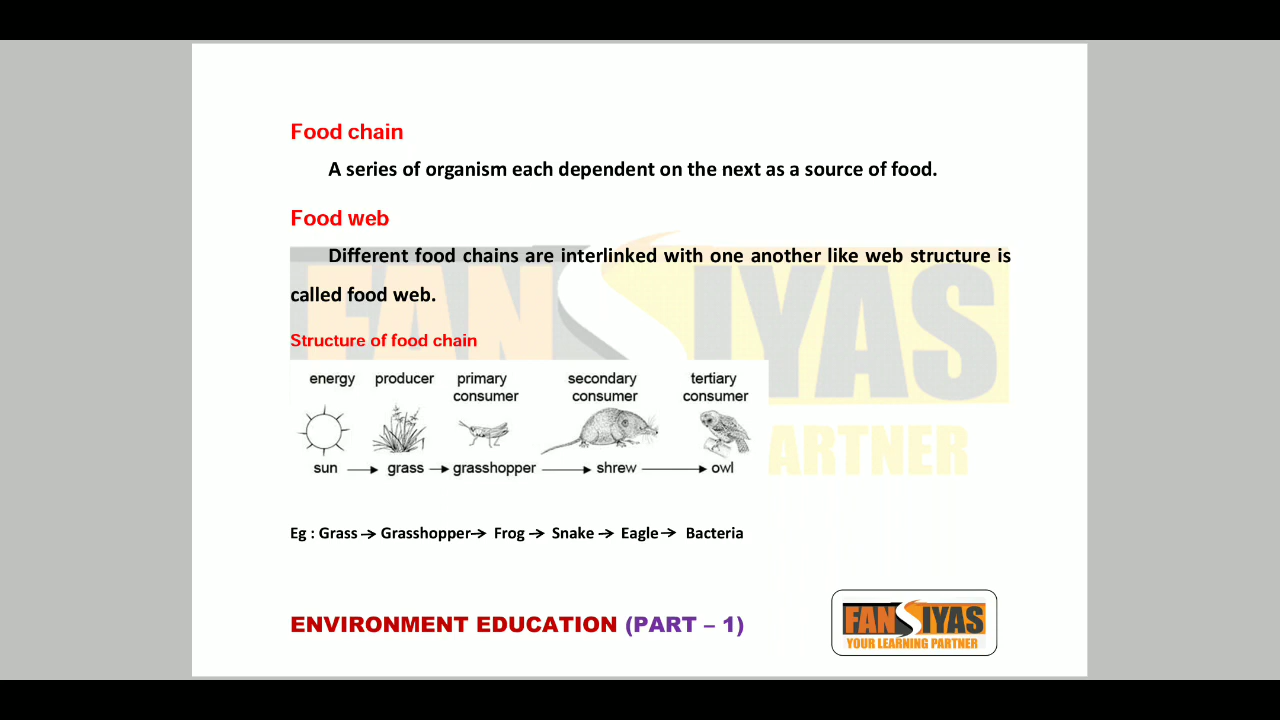 Food chain
A series of organism each dependent on the next as a source of food.
Food web
Different food chains are interlinked with one another like web structure is
called food web.
Structure of food chain
energy producer primary consumer secondary consumer tertiary consumer
sun → grass → grasshopper → shrew → owl
Eg : Grass → Grasshopper → Frog → Snake → Eagle → Bacteria
ENVIRONMENT EDUCATION (PART – 1)
FANSIYAS
YOUR LEARNING PARTNER
FANSIYAS
ARTNER